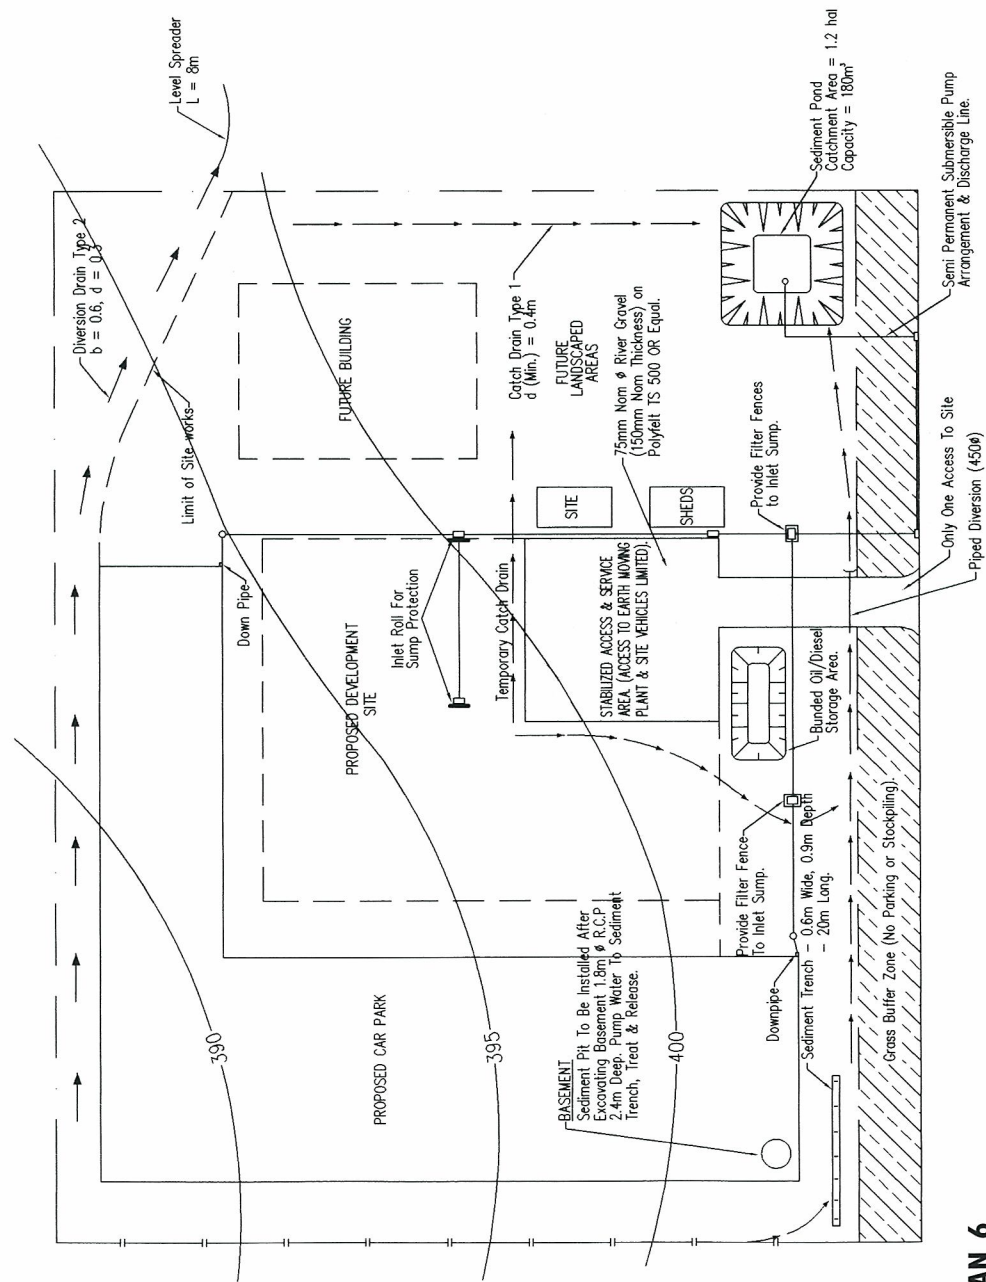 Level Spreader
L = 8m
Diversion Drain Type 2
b = 0.6, d = 0.3
Limit of Site works
Down Pipe
FUTURE BUILDING
Catch Drain Type 1
d (Min.) = 0.4m
FUTURE
LANDSCAPED
AREAS
75mm Nom ø River Gravel
(150mm Nom Thickness) on
Polyfelt TS 500 OR Equal.
Sediment Pond
Catchment Area = 1.2 hal
Capacity = 180m³
Semi Permanent Submersible Pump
Arrangement & Discharge Line.
PROPOSED DEVELOPMENT
SITE
Inlet Roll For
Sump Protection
Temporary Catch Drain
SITE
SHEDS
STABILIZED ACCESS & SERVICE
AREA. (ACCESS TO EARTH MOVING
PLANT & SITE VEHICLES LIMITED).
Provide Filter Fences
to Inlet Sump.
Only One Access To Site
Piped Diversion (450ø)
Bunded Oil/Diesel
Storage Area.
390
395
400
PROPOSED CAR PARK
BASEMENT
Sediment Pit To Be Installed After
Excavating Basement 1.8m ø R.C.P
2.4m Deep. Pump Water To Sediment
Trench, Treat & Release.
Provide Filter Fence
To Inlet Sump.
Downpipe
Sediment Trench - 0.6m Wide, 0.9m Depth
- 20m Long.
Grass Buffer Zone (No Parking or Stockpiling).
AN 6